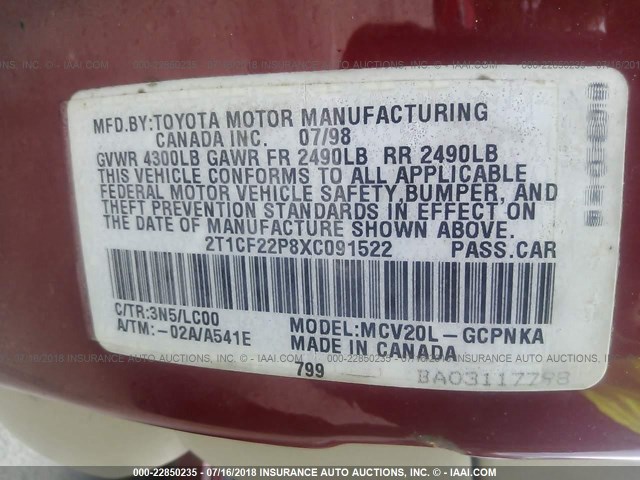 MFD.BY:TOYOTA MOTOR MANUFACTURING
CANADA INC. 07/98
GVWR 4300LB GAWR FR 2490LB RR 2490LB
THIS VEHICLE CONFORMS TO ALL APPLICABLE
FEDERAL MOTOR VEHICLE SAFETY,BUMPER, AND
THEFT PREVENTION STANDARDS IN EFFECT ON
THE DATE OF MANUFACTURE SHOWN ABOVE.
2T1CF22P8XC091522 PASS.CAR
C/TR:3N5/LC00
A/TM:-02A/A541E
MODEL:MCV20L-GCPNKA
MADE IN CANADA
799
BA03117798
000-22850235 - 07/16/2018 INSURANCE AUTO AUCTIONS, INC. - IAAI.COM